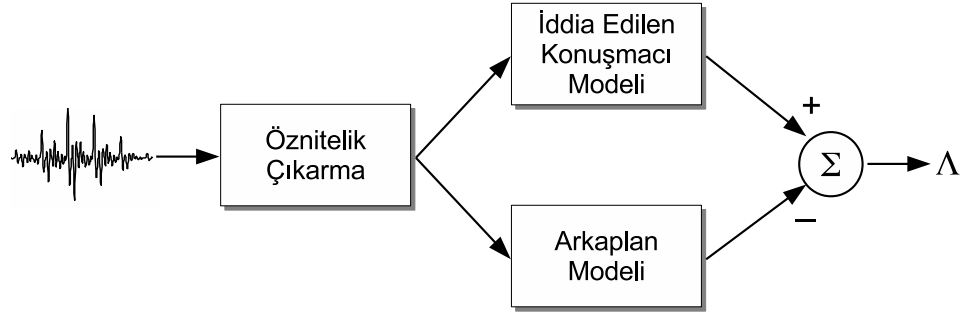 Öznitelik
Çıkarma
İddia Edilen
Konuşmacı
Modeli
Arkaplan
Modeli
+
Σ
−
Λ